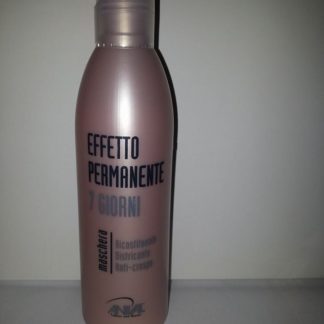 EFFETTO
PERMANENTE
7 GIORNI
maschera
Ricostituente
Districante
Anti-crespo